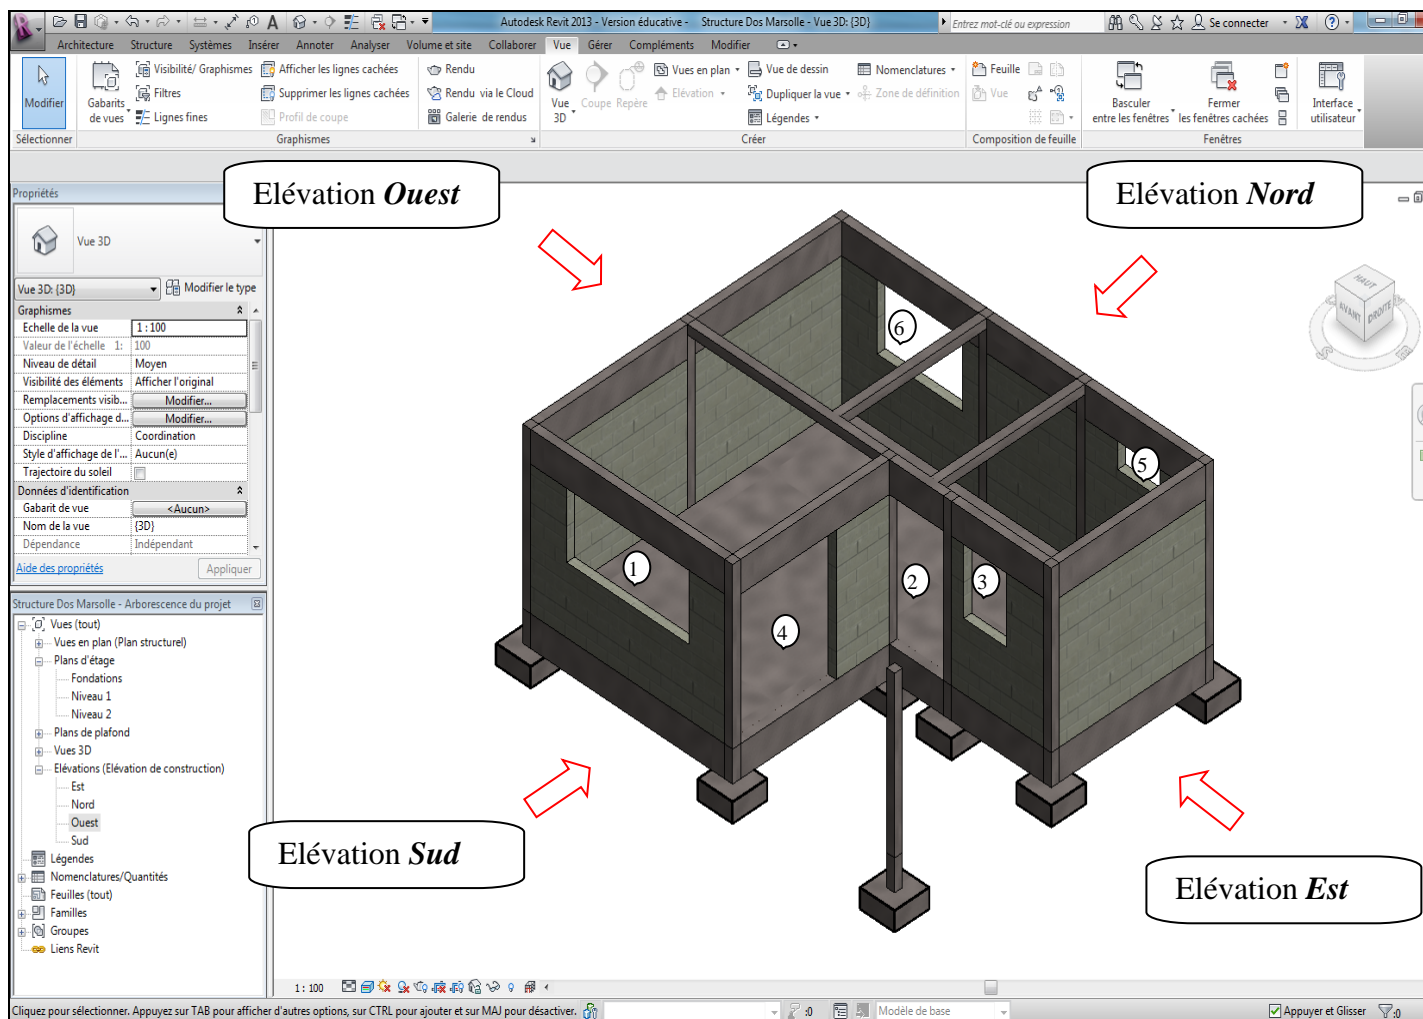 Autodesk Revit 2013 - Version éducative - Structure Dos Marsolle - Vue 3D: {3D}
Entrez mot-clé ou expression
Se connecter
Architecture Structure Systèmes Insérer Annoter Analyser Volume et site Collaborer Vue Gérer Compléments Modifier
Modifier
Gabarits de vues
Visibilité/ Graphismes
Filtres
Lignes fines
Afficher les lignes cachées
Supprimer les lignes cachées
Profil de coupe
Rendu
Rendu via le Cloud
Galerie de rendus
Vue 3D
Coupe
Repère
Vues en plan
Elévation
Vue de dessin
Dupliquer la vue
Légendes
Nomenclatures
Zone de définition
Feuille
Vue
Basculer entre les fenêtres
Fermer les fenêtres cachées
Interface utilisateur
Sélectionner Graphismes Créer Composition de feuille Fenêtres
Propriétés
Vue 3D
Vue 3D: {3D} Modifier le type
Graphismes
Echelle de la vue 1 : 100
Valeur de l'échelle 1: 100
Niveau de détail Moyen
Visibilité des éléments Afficher l'original
Remplacements visib... Modifier...
Options d'affichage d... Modifier...
Discipline Coordination
Style d'affichage de l'... Aucun(e)
Trajectoire du soleil
Données d'identification
Gabarit de vue <Aucun>
Nom de la vue {3D}
Dépendance Indépendant
Aide des propriétés Appliquer
Structure Dos Marsolle - Arborescence du projet
Vues (tout)
Vues en plan (Plan structurel)
Plans d'étage
Fondations
Niveau 1
Niveau 2
Plans de plafond
Vues 3D
Elévations (Elévation de construction)
Est
Nord
Ouest
Sud
Légendes
Nomenclatures/Quantités
Feuilles (tout)
Familles
Groupes
Liens Revit
Elévation Ouest
Elévation Nord
Elévation Sud
Elévation Est
HAUT
AVANT
DROITE
6
5
1
2
3
4
1 : 100
Cliquez pour sélectionner. Appuyez sur TAB pour afficher d'autres options, sur CTRL pour ajouter et sur MAJ pour désactiver.
:0
Modèle de base
Appuyer et Glisser
:0